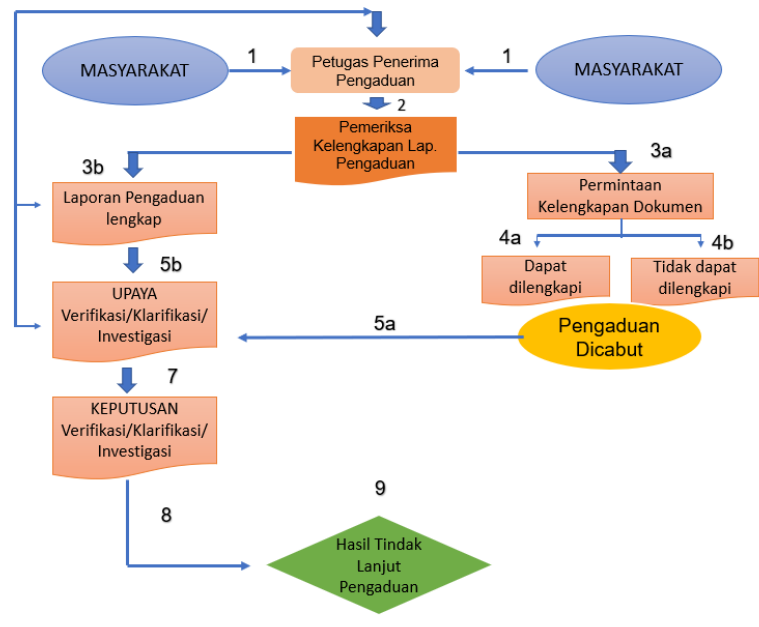 1
1
MASYARAKAT
Petugas Penerima
Pengaduan
MASYARAKAT
2
Pemeriksa
Kelengkapan Lap.
Pengaduan
3b
3a
Laporan Pengaduan
lengkap
Permintaan
Kelengkapan Dokumen
4a
4b
5b
Dapat
dilengkapi
Tidak dapat
dilengkapi
UPAYA
Verifikasi/Klarifikasi/
Investigasi
5a
Pengaduan
Dicabut
7
KEPUTUSAN
Verifikasi/Klarifikasi/
Investigasi
8
9
Hasil Tindak
Lanjut
Pengaduan